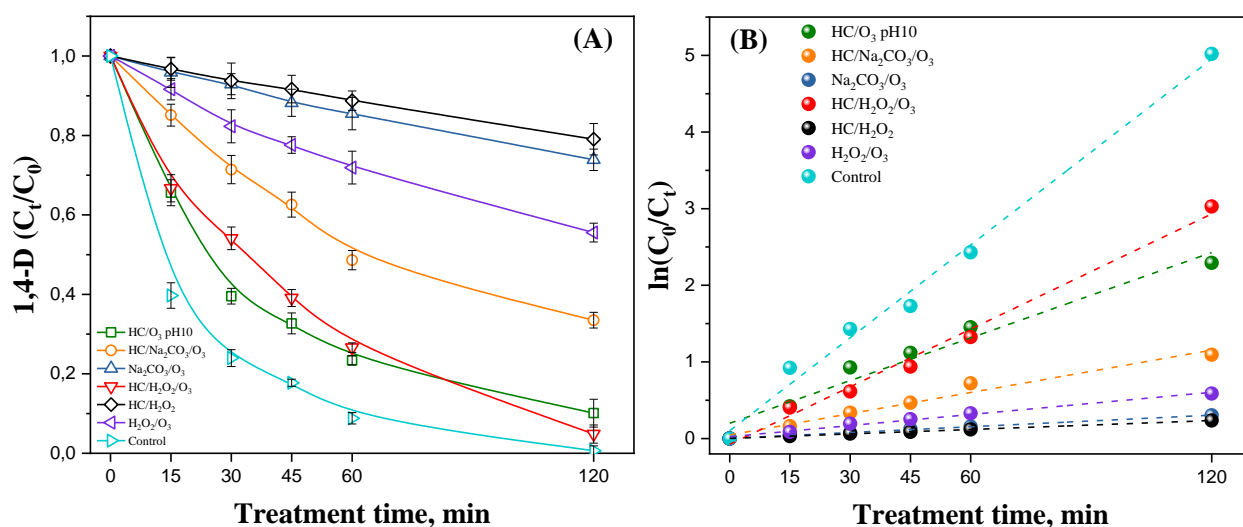 (A)
1,4-D (Cₜ/C₀)
1,0
0,8
0,6
0,4
0,2
0,0
HC/O₃ pH10
HC/Na₂CO₃/O₃
Na₂CO₃/O₃
HC/H₂O₂/O₃
HC/H₂O₂
H₂O₂/O₃
Control
0 15 30 45 60 120
Treatment time, min
(B)
ln(C₀/Cₜ)
5
4
3
2
1
0
HC/O₃ pH10
HC/Na₂CO₃/O₃
Na₂CO₃/O₃
HC/H₂O₂/O₃
HC/H₂O₂
H₂O₂/O₃
Control
0 15 30 45 60 120
Treatment time, min